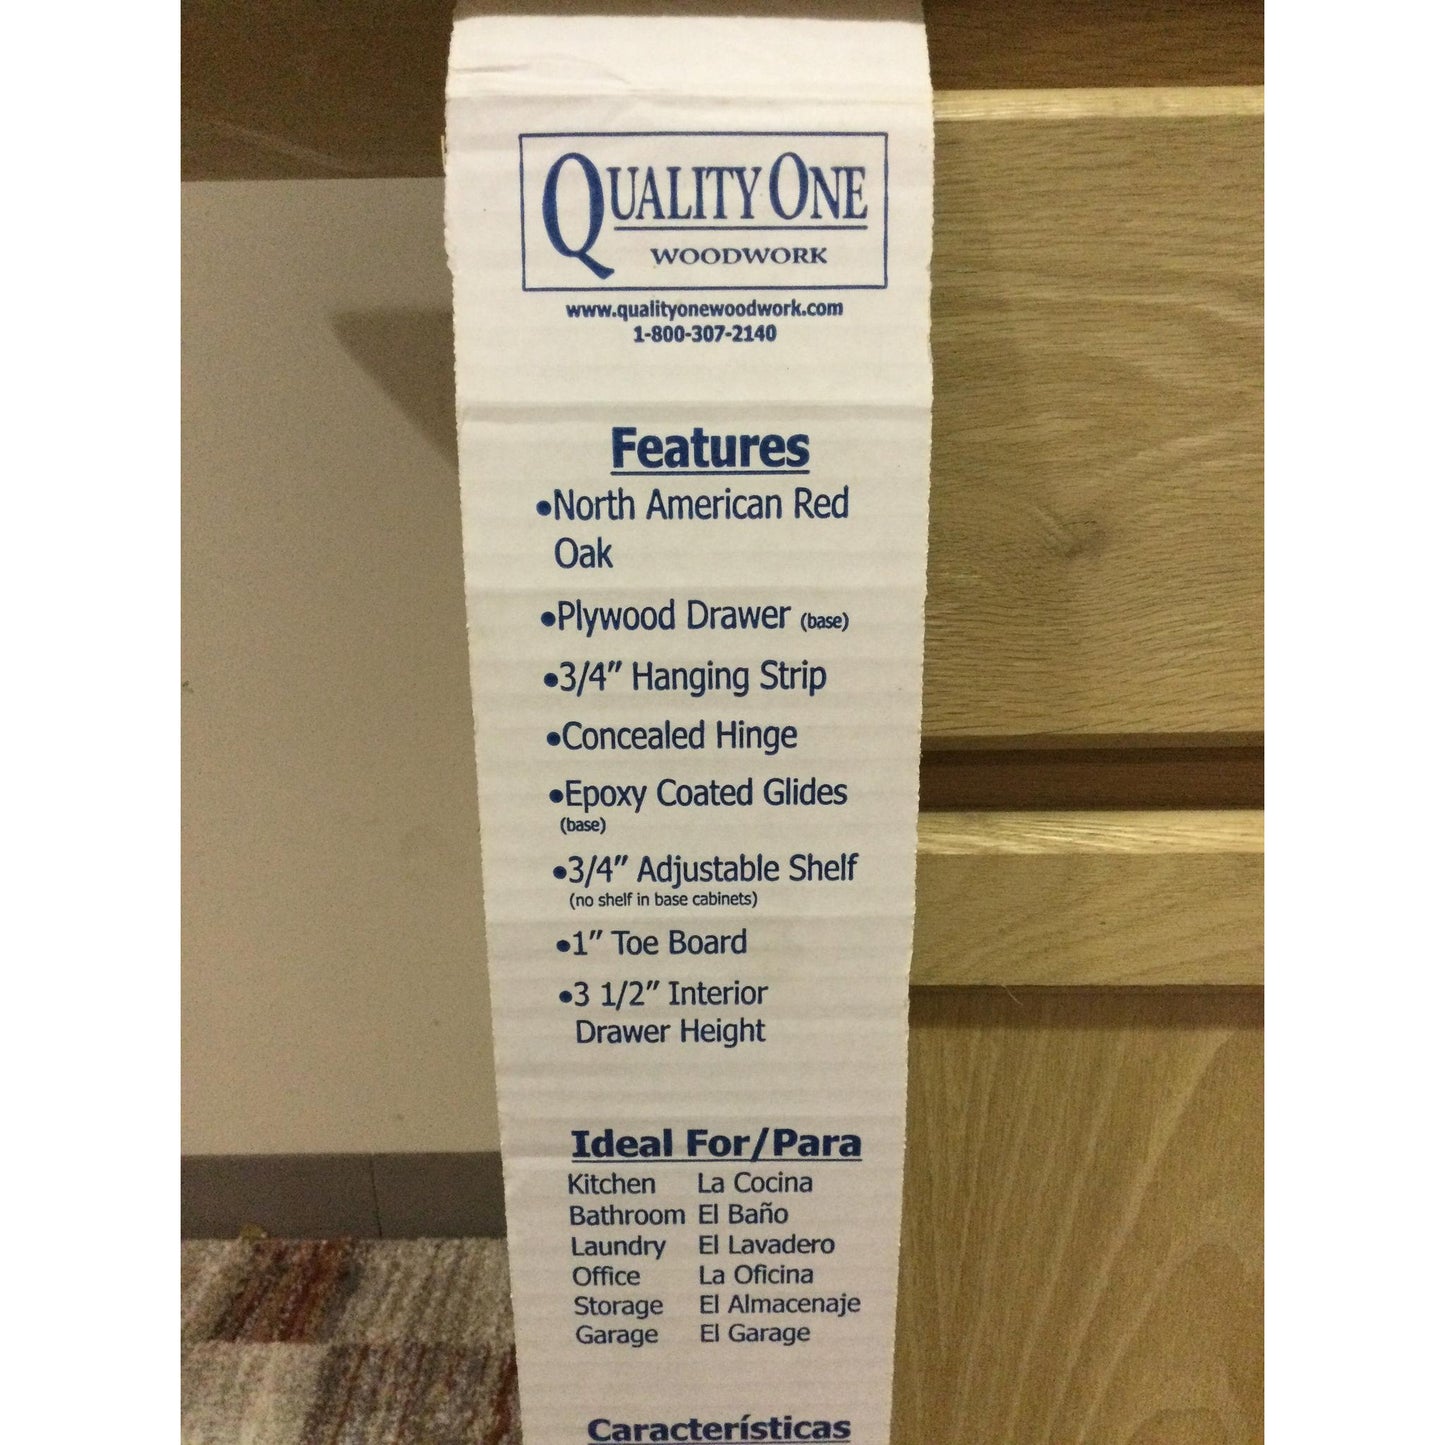 QUALITY ONE
WOODWORK
www.qualityonewoodwork.com
1-800-307-2140
Features
•North American Red
Oak
•Plywood Drawer (base)
•3/4″ Hanging Strip
•Concealed Hinge
•Epoxy Coated Glides
(base)
•3/4″ Adjustable Shelf
(no shelf in base cabinets)
•1″ Toe Board
•3 1/2″ Interior
Drawer Height
Ideal For/Para
Kitchen La Cocina
Bathroom El Baño
Laundry El Lavadero
Office La Oficina
Storage El Almacenaje
Garage El Garage
Características